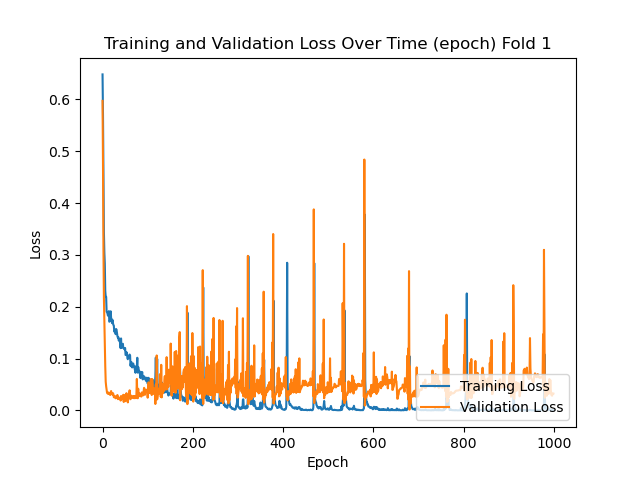 Training and Validation Loss Over Time (epoch) Fold 1
0.6
0.5
0.4
0.3
0.2
0.1
0.0
Loss
0
200
400
600
800
1000
Epoch
Training Loss
Validation Loss